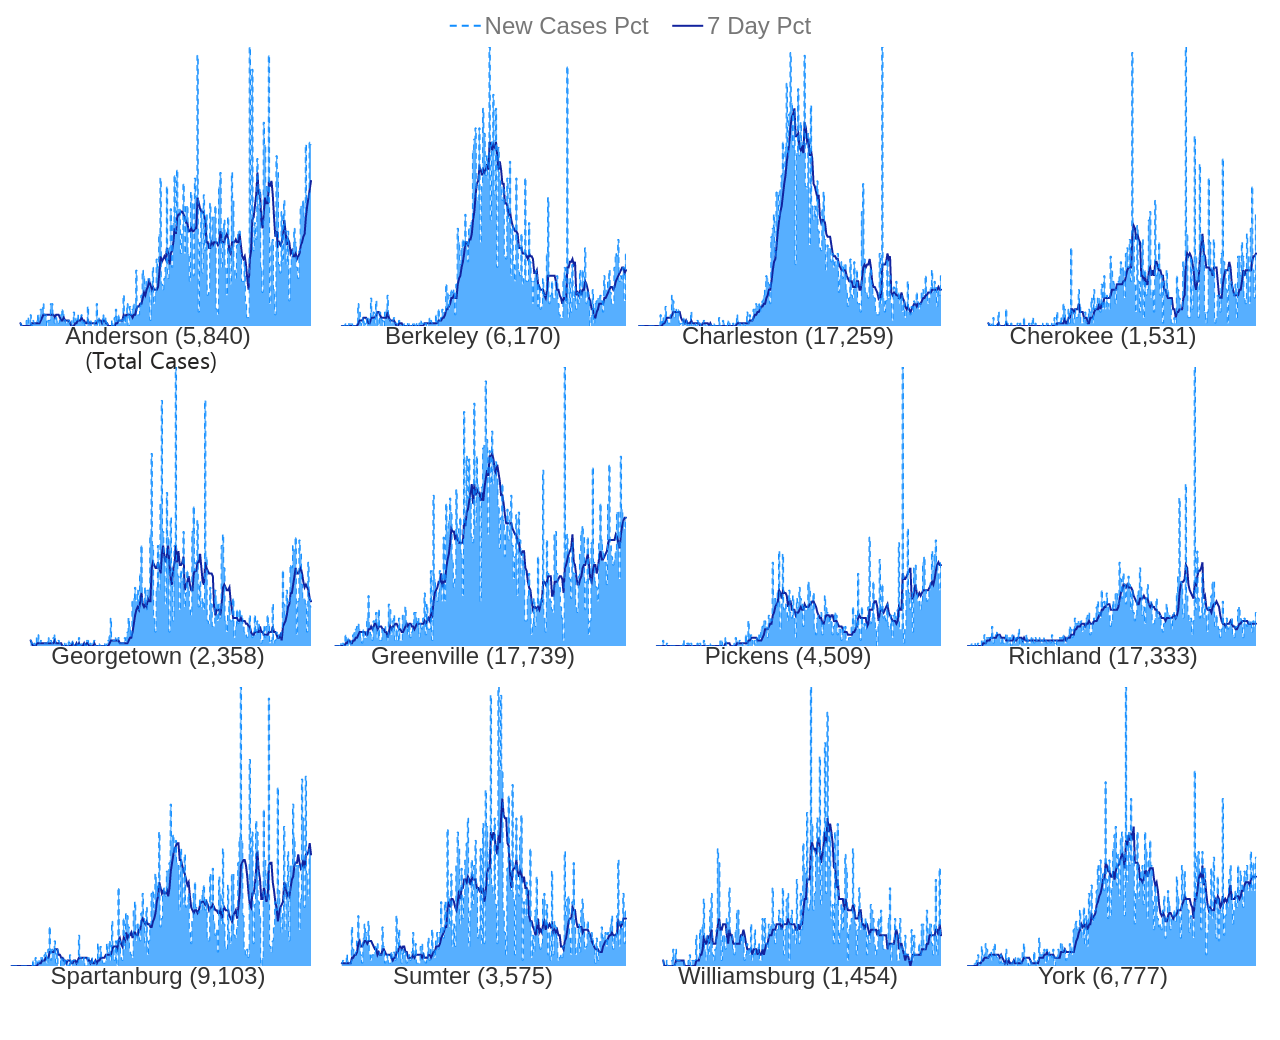 New Cases Pct 7 Day Pct
Anderson (5,840) Berkeley (6,170) Charleston (17,259) Cherokee (1,531)
(Total Cases)
Georgetown (2,358) Greenville (17,739) Pickens (4,509) Richland (17,333)
Spartanburg (9,103) Sumter (3,575) Williamsburg (1,454) York (6,777)